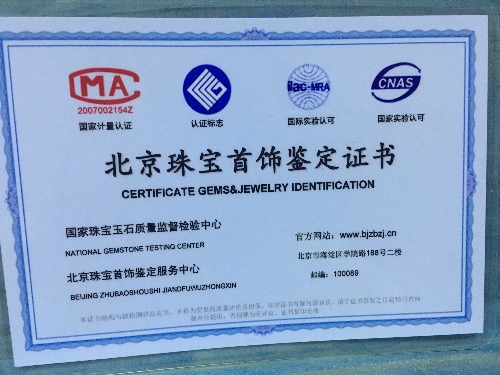 CMA
2007002154Z
国家计量认证
认证标志
ilac-MRA
国际实验认可
CNAS
国家实验认可
北京珠宝首饰鉴定证书
CERTIFICATE GEMS&JEWELRY IDENTIFICATION
国家珠宝玉石质量监督检验中心
NATIONAL GEMSTONE TESTING CENTER
北京珠宝首饰鉴定服务中心
BEIJING ZHUBAOSHOUSHI JIANDFUWUZHONGXIN
官方网站:www.bjzbzj.cn
北京市海淀区学院路188号二楼
邮编:100089